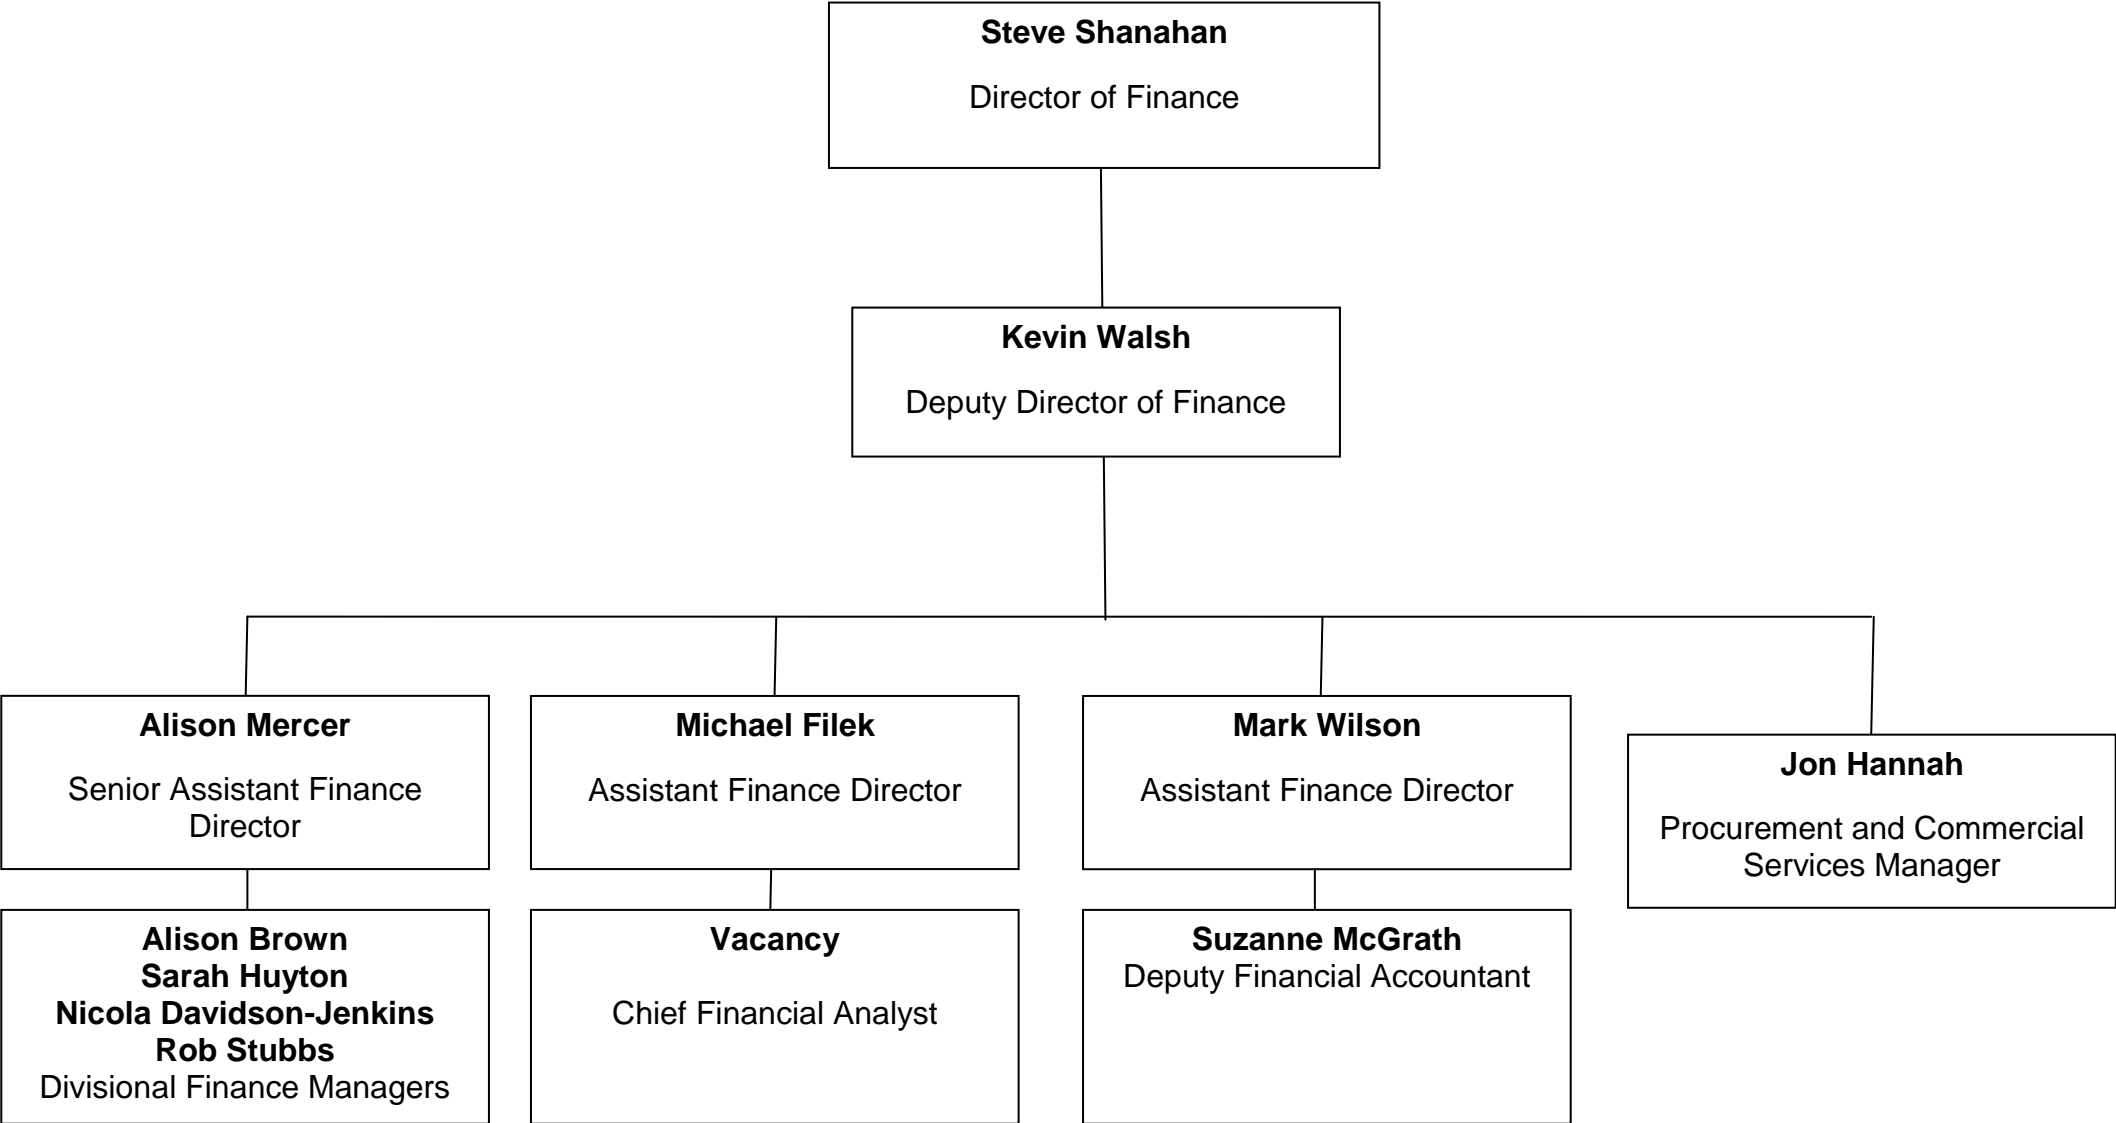 Steve Shanahan
Director of Finance
Kevin Walsh
Deputy Director of Finance
Alison Mercer
Senior Assistant Finance
Director
Michael Filek
Assistant Finance Director
Mark Wilson
Assistant Finance Director
Jon Hannah
Procurement and Commercial
Services Manager
Alison Brown
Sarah Huyton
Nicola Davidson-Jenkins
Rob Stubbs
Divisional Finance Managers
Vacancy
Chief Financial Analyst
Suzanne McGrath
Deputy Financial Accountant